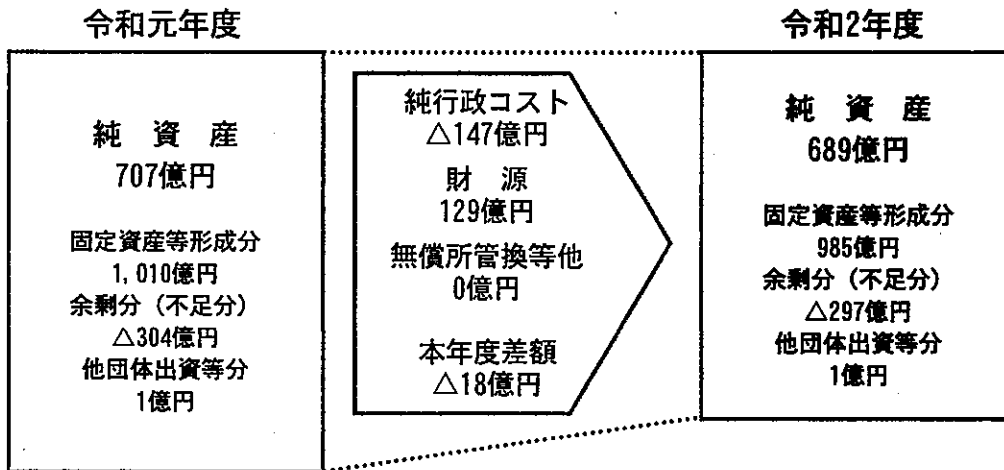 令和元年度
純資産
707億円
固定資産等形成分
1,010億円
余剰分（不足分）
△304億円
他団体出資等分
1億円
純行政コスト
△147億円
財源
129億円
無償所管換等他
0億円
本年度差額
△18億円
令和2年度
純資産
689億円
固定資産等形成分
985億円
余剰分（不足分）
△297億円
他団体出資等分
1億円